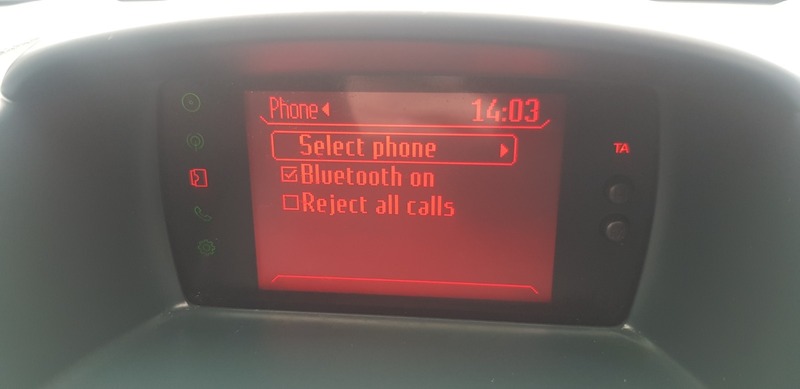 Phone
14:03
Select phone
Bluetooth on
Reject all calls
TA